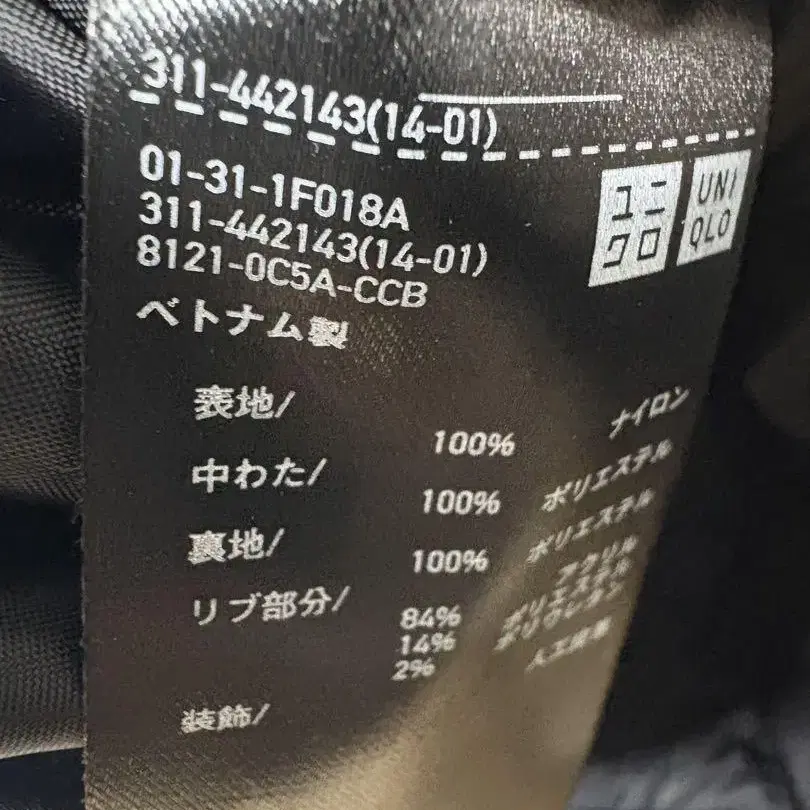 311-442143(14-01)
01-31-1F018A
311-442143(14-01)
8121-0C5A-CCB
ユニ
クロ
UNI
QLO
ベトナム製
表地/
100% ナイロン
中わた/
100% ポリエステル
裏地/
100% ポリエステル
リブ部分/
84% アクリル
14% ポリエステル
2% ポリウレタン
装飾/
人工皮革